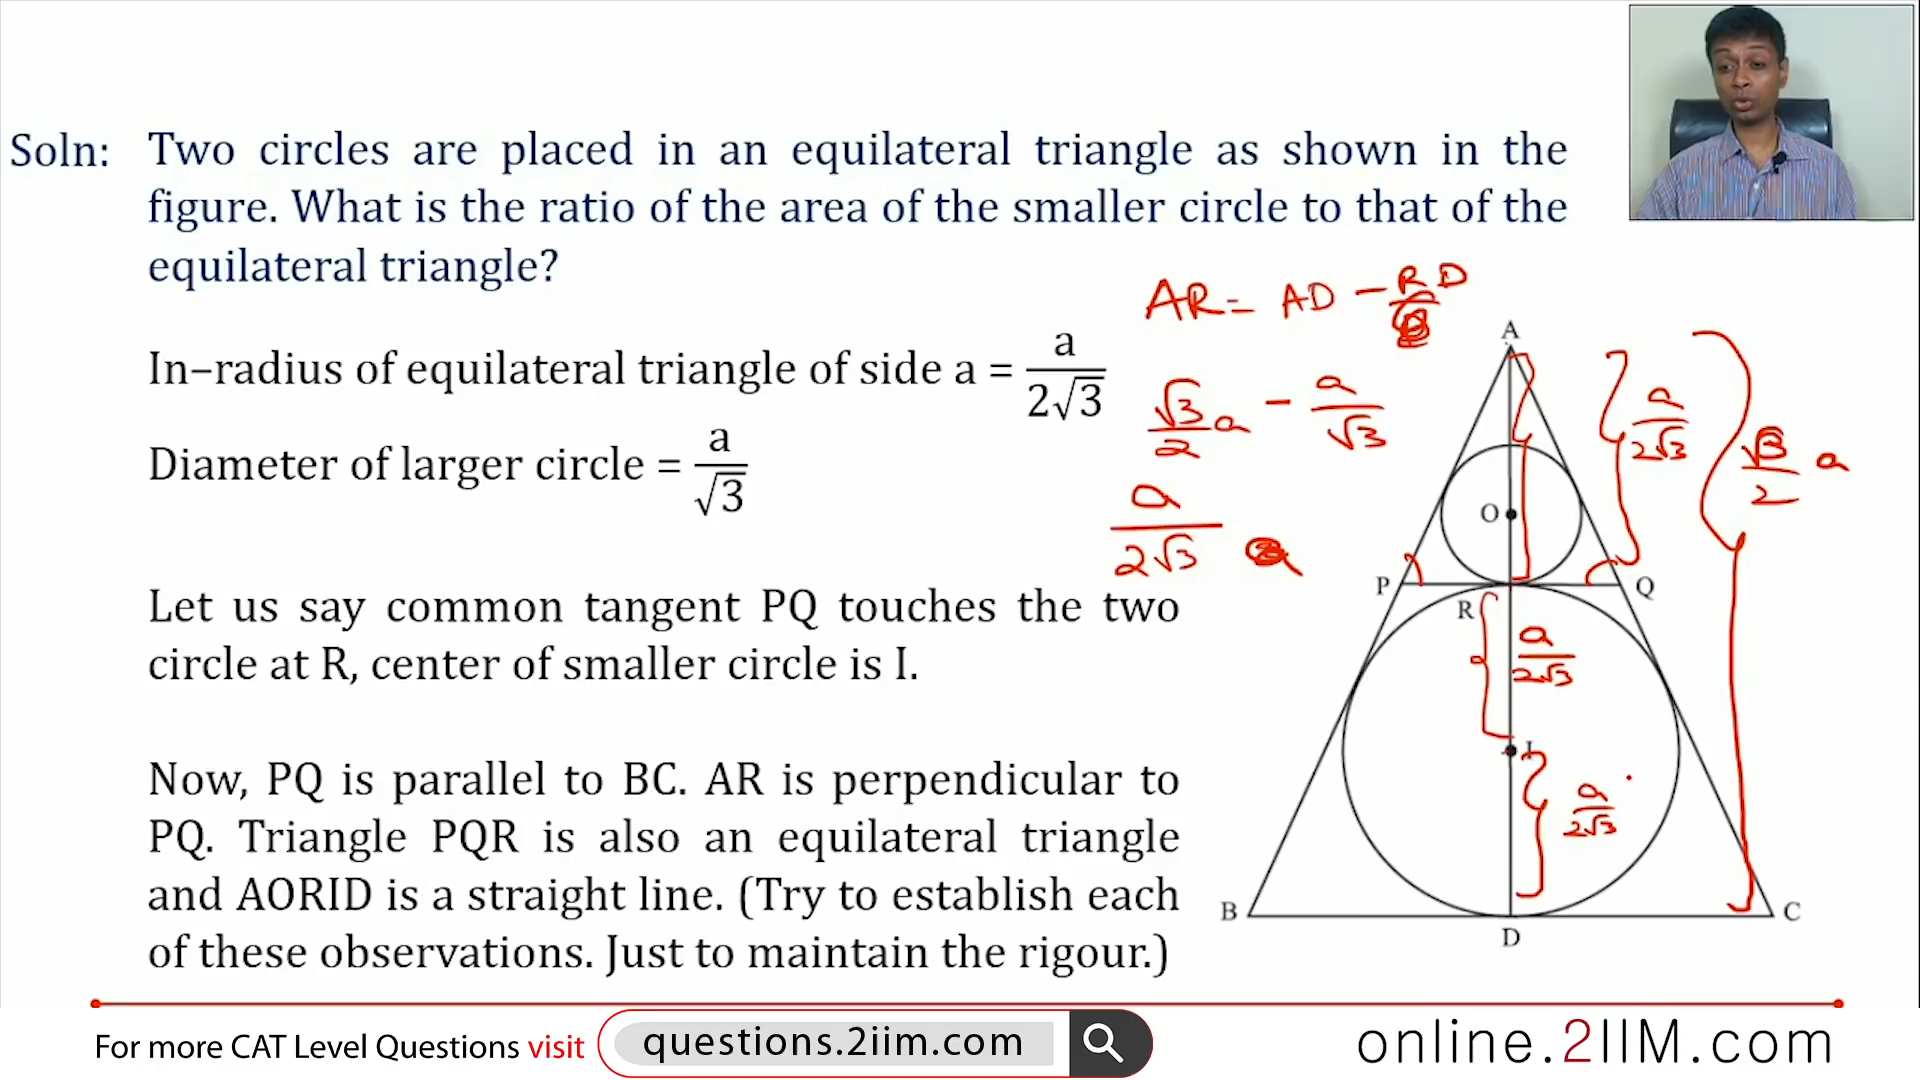 Soln: Two circles are placed in an equilateral triangle as shown in the
figure. What is the ratio of the area of the smaller circle to that of the
equilateral triangle?
AR = AD - RD
In–radius of equilateral triangle of side a = a/2√3
√3/2 a - a/√3
Diameter of larger circle = a/√3
a/2√3
Let us say common tangent PQ touches the two
circle at R, center of smaller circle is I.
Now, PQ is parallel to BC. AR is perpendicular to
PQ. Triangle PQR is also an equilateral triangle
and AORID is a straight line. (Try to establish each
of these observations. Just to maintain the rigour.)
A
a/2√3
√3/2 a
O
P
Q
R
a/2√3
I
a/2√3
B
C
D
For more CAT Level Questions visit
questions.2iim.com
online.2IIM.com